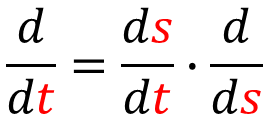 d/dt = ds/dt · d/ds